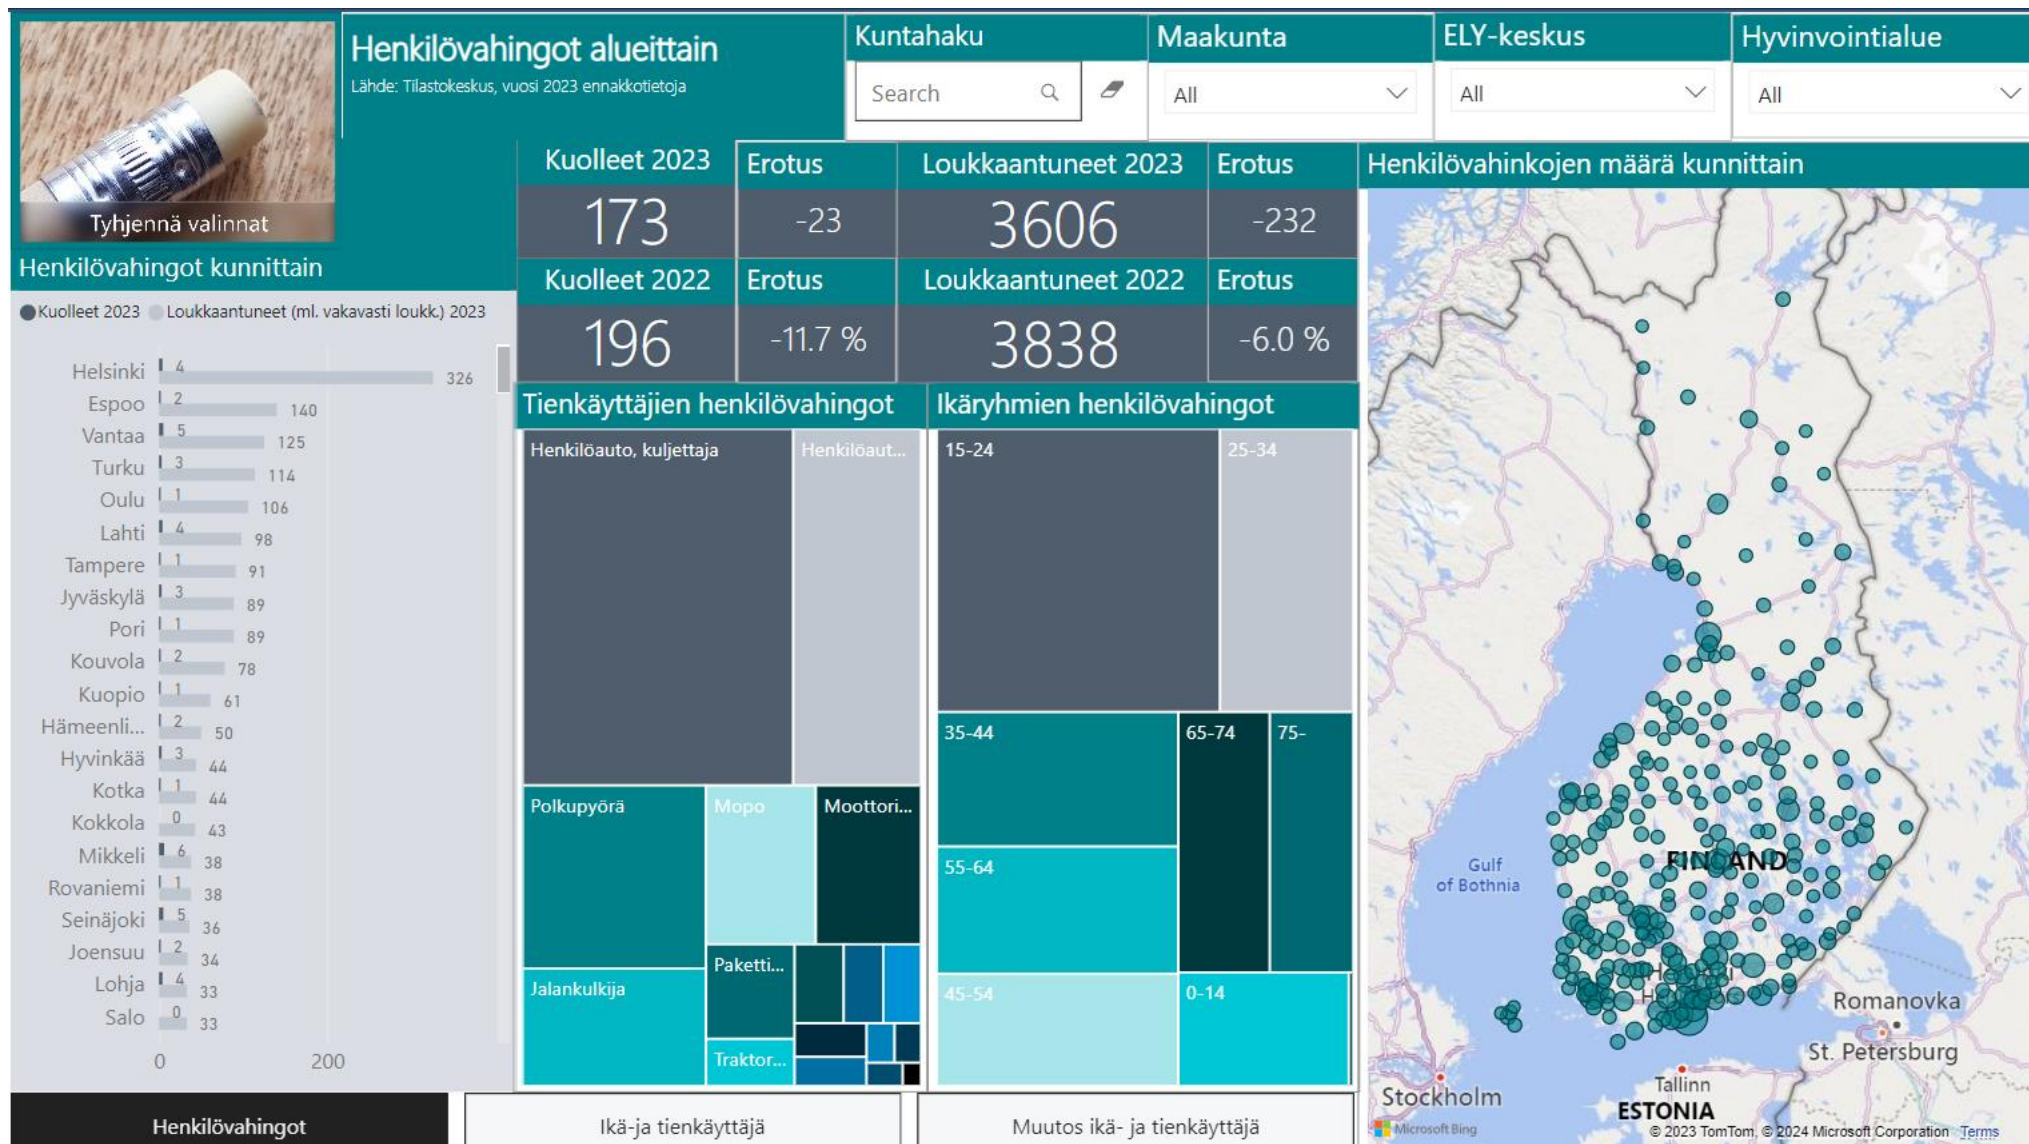 Tyhjennä valinnat
Henkilövahingot alueittain
Lähde: Tilastokeskus, vuosi 2023 ennakkotietoja
Kuntahaku
Search
Maakunta
All
ELY-keskus
All
Hyvinvointialue
All
Kuolleet 2023
Erotus
Loukkaantuneet 2023
Erotus
173
-23
3606
-232
Kuolleet 2022
Erotus
Loukkaantuneet 2022
Erotus
196
-11.7 %
3838
-6.0 %
Henkilövahingot kunnittain
Kuolleet 2023 Loukkaantuneet (ml. vakavasti loukk.) 2023
Helsinki 4 326
Espoo 2 140
Vantaa 5 125
Turku 3 114
Oulu 1 106
Lahti 4 98
Tampere 1 91
Jyväskylä 3 89
Pori 1 89
Kouvola 2 78
Kuopio 1 61
Hämeenli... 2 50
Hyvinkää 3 44
Kotka 1 44
Kokkola 0 43
Mikkeli 6 38
Rovaniemi 1 38
Seinäjoki 5 36
Joensuu 2 34
Lohja 4 33
Salo 0 33
0 200
Tienkäyttäjien henkilövahingot
Henkilöauto, kuljettaja
Henkilöaut...
Polkupyörä
Mopo
Moottori...
Jalankulkija
Paketti...
Traktor...
Ikäryhmien henkilövahingot
15-24
25-34
35-44
65-74
75-
55-64
45-54
0-14
Henkilövahinkojen määrä kunnittain
Gulf
of Bothnia
FINLAND
Romanovka
St. Petersburg
Tallinn
Stockholm
ESTONIA
Microsoft Bing
© 2023 TomTom, © 2024 Microsoft Corporation Terms
Henkilövahingot
Ikä-ja tienkäyttäjä
Muutos ikä- ja tienkäyttäjä